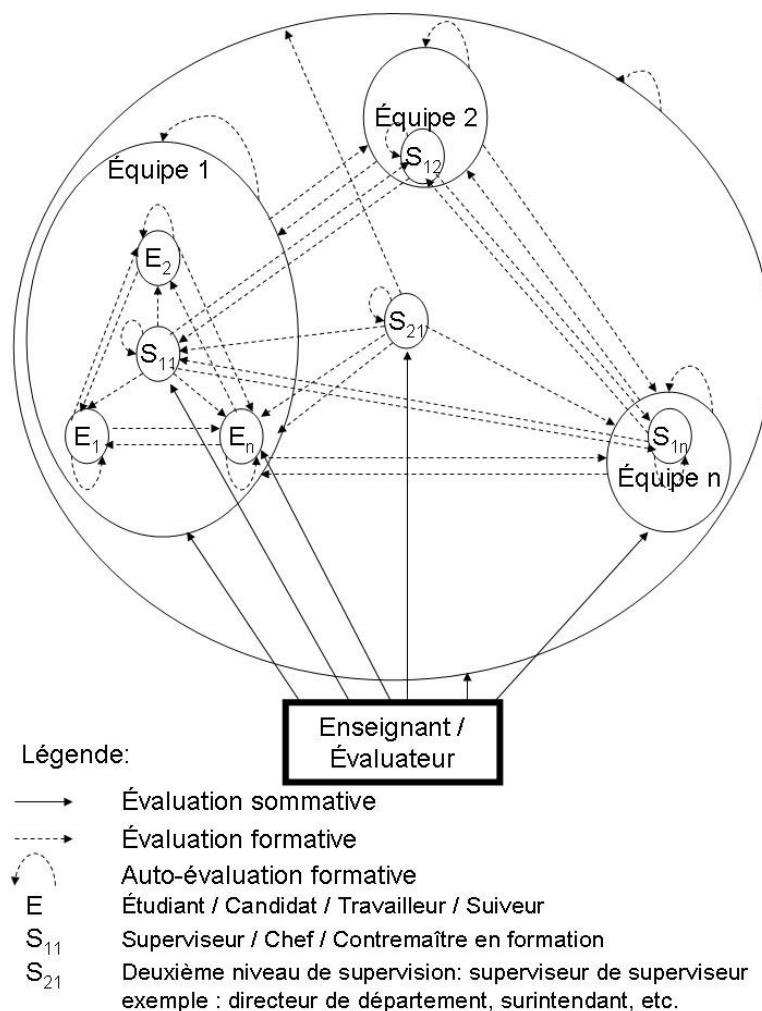 Équipe 2
S₁₂
Équipe 1
E₂
S₂₁
S₁₁
E₁
Eₙ
S₁ₙ
Équipe n
Enseignant /
Évaluateur
Légende:
Évaluation sommative
Évaluation formative
Auto-évaluation formative
E Étudiant / Candidat / Travailleur / Suiveur
S₁₁ Superviseur / Chef / Contremaître en formation
S₂₁ Deuxième niveau de supervision: superviseur de superviseur
exemple : directeur de département, surintendant, etc.